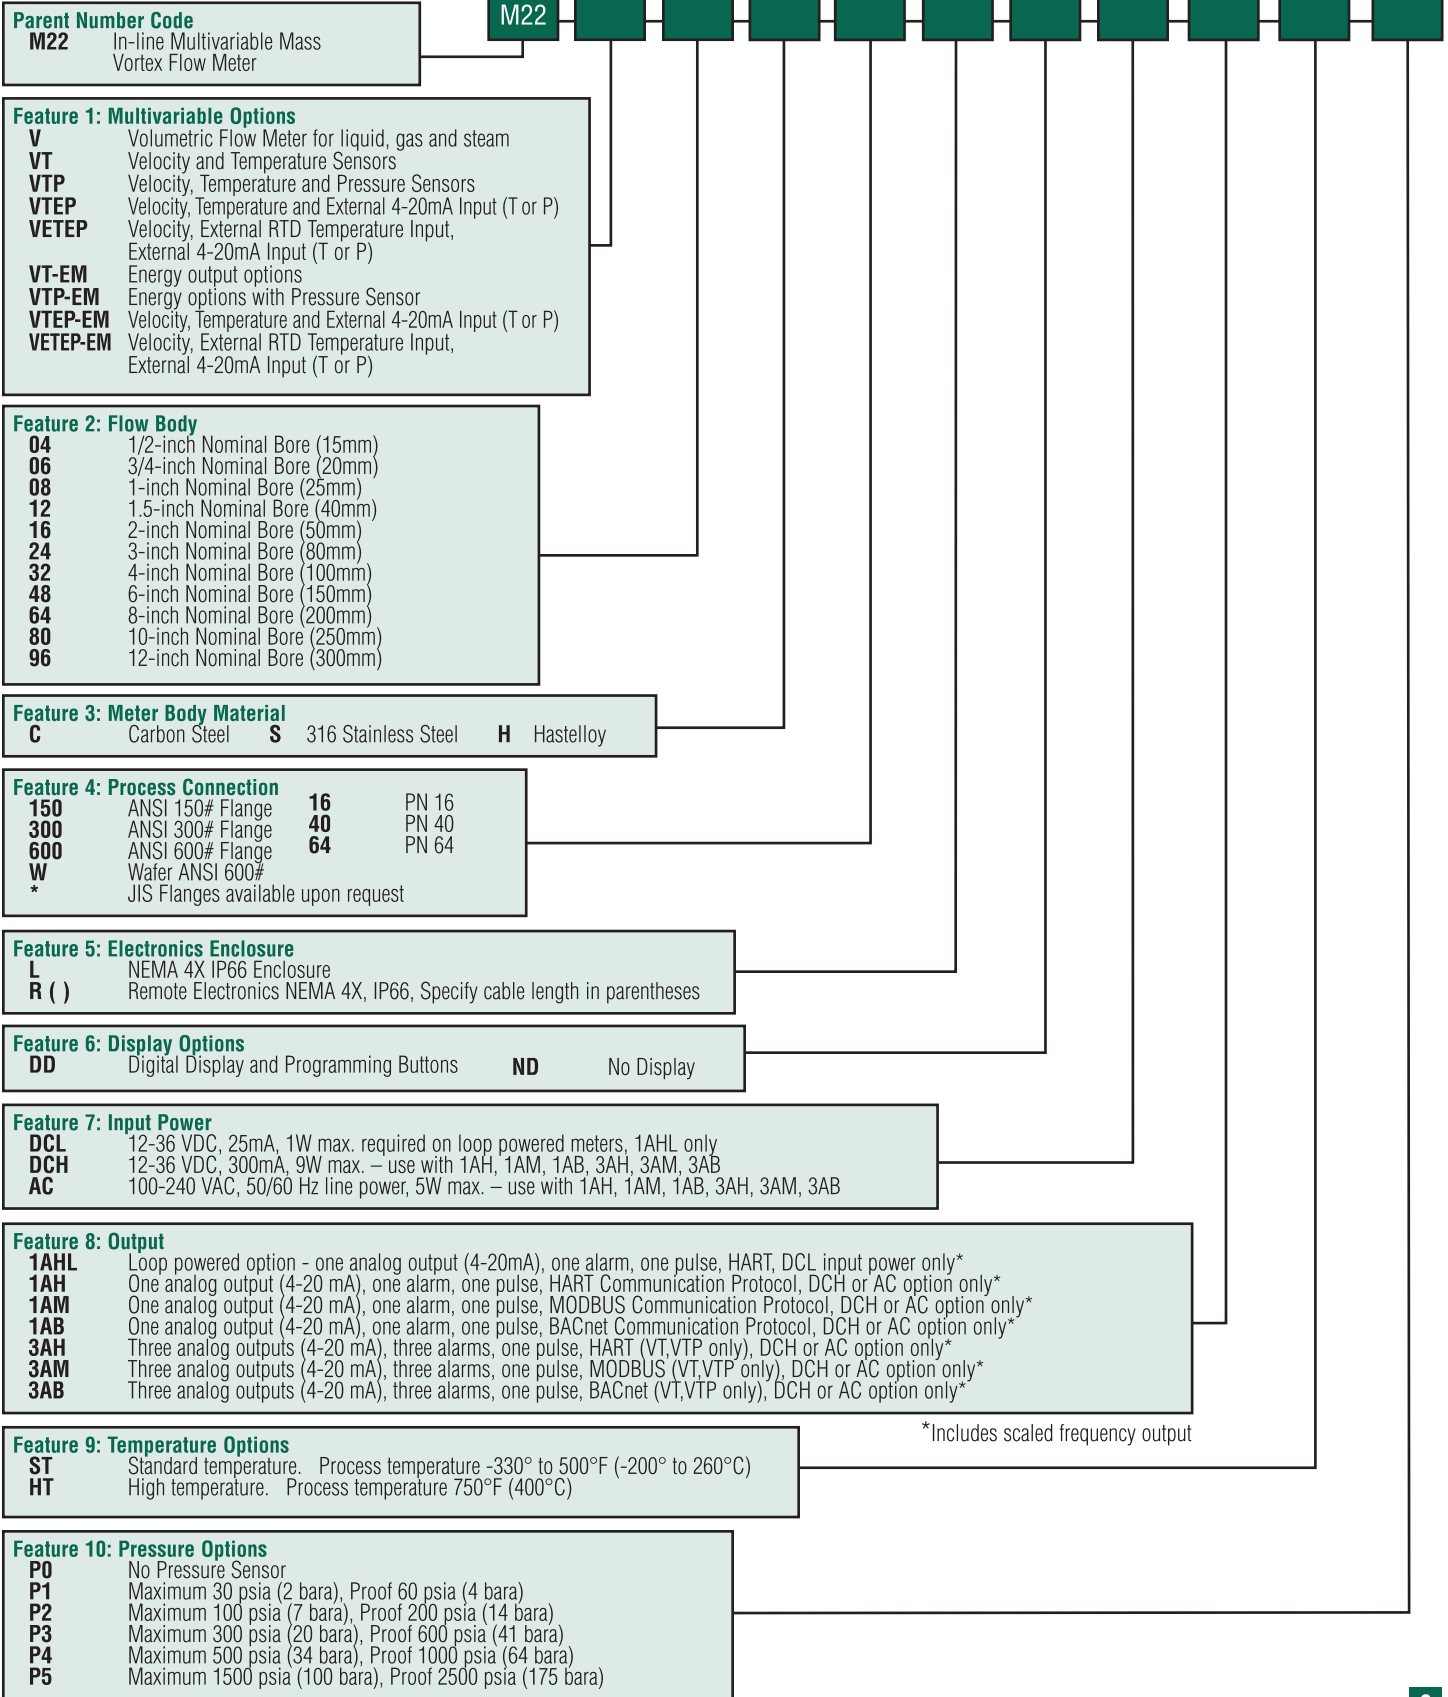 M22
Parent Number Code
M22 In-line Multivariable Mass
Vortex Flow Meter
Feature 1: Multivariable Options
V Volumetric Flow Meter for liquid, gas and steam
VT Velocity and Temperature Sensors
VTP Velocity, Temperature and Pressure Sensors
VTEP Velocity, Temperature and External 4-20mA Input (T or P)
VETEP Velocity, External RTD Temperature Input,
External 4-20mA Input (T or P)
VT-EM Energy output options
VTP-EM Energy options with Pressure Sensor
VTEP-EM Velocity, Temperature and External 4-20mA Input (T or P)
VETEP-EM Velocity, External RTD Temperature Input,
External 4-20mA Input (T or P)
Feature 2: Flow Body
04 1/2-inch Nominal Bore (15mm)
06 3/4-inch Nominal Bore (20mm)
08 1-inch Nominal Bore (25mm)
12 1.5-inch Nominal Bore (40mm)
16 2-inch Nominal Bore (50mm)
24 3-inch Nominal Bore (80mm)
32 4-inch Nominal Bore (100mm)
48 6-inch Nominal Bore (150mm)
64 8-inch Nominal Bore (200mm)
80 10-inch Nominal Bore (250mm)
96 12-inch Nominal Bore (300mm)
Feature 3: Meter Body Material
C Carbon Steel S 316 Stainless Steel H Hastelloy
Feature 4: Process Connection
150 ANSI 150# Flange 16 PN 16
300 ANSI 300# Flange 40 PN 40
600 ANSI 600# Flange 64 PN 64
W Wafer ANSI 600#
* JIS Flanges available upon request
Feature 5: Electronics Enclosure
L NEMA 4X IP66 Enclosure
R ( ) Remote Electronics NEMA 4X, IP66, Specify cable length in parentheses
Feature 6: Display Options
DD Digital Display and Programming Buttons ND No Display
Feature 7: Input Power
DCL 12-36 VDC, 25mA, 1W max. required on loop powered meters, 1AHL only
DCH 12-36 VDC, 300mA, 9W max. – use with 1AH, 1AM, 1AB, 3AH, 3AM, 3AB
AC 100-240 VAC, 50/60 Hz line power, 5W max. – use with 1AH, 1AM, 1AB, 3AH, 3AM, 3AB
Feature 8: Output
1AHL Loop powered option - one analog output (4-20mA), one alarm, one pulse, HART, DCL input power only*
1AH One analog output (4-20 mA), one alarm, one pulse, HART Communication Protocol, DCH or AC option only*
1AM One analog output (4-20 mA), one alarm, one pulse, MODBUS Communication Protocol, DCH or AC option only*
1AB One analog output (4-20 mA), one alarm, one pulse, BACnet Communication Protocol, DCH or AC option only*
3AH Three analog outputs (4-20 mA), three alarms, one pulse, HART (VT,VTP only), DCH or AC option only*
3AM Three analog outputs (4-20 mA), three alarms, one pulse, MODBUS (VT,VTP only), DCH or AC option only*
3AB Three analog outputs (4-20 mA), three alarms, one pulse, BACnet (VT,VTP only), DCH or AC option only*
*Includes scaled frequency output
Feature 9: Temperature Options
ST Standard temperature. Process temperature -330° to 500°F (-200° to 260°C)
HT High temperature. Process temperature 750°F (400°C)
Feature 10: Pressure Options
P0 No Pressure Sensor
P1 Maximum 30 psia (2 bara), Proof 60 psia (4 bara)
P2 Maximum 100 psia (7 bara), Proof 200 psia (14 bara)
P3 Maximum 300 psia (20 bara), Proof 600 psia (41 bara)
P4 Maximum 500 psia (34 bara), Proof 1000 psia (64 bara)
P5 Maximum 1500 psia (100 bara), Proof 2500 psia (175 bara)